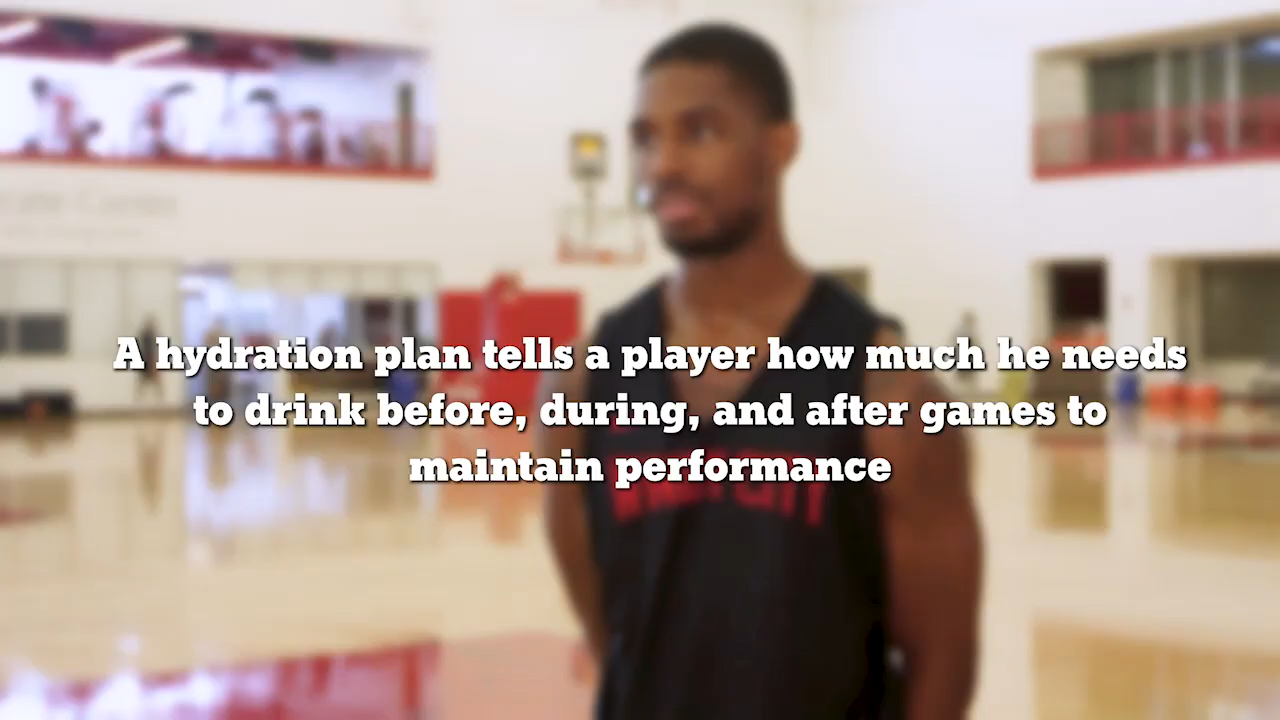 A hydration plan tells a player how much he needs
to drink before, during, and after games to
maintain performance